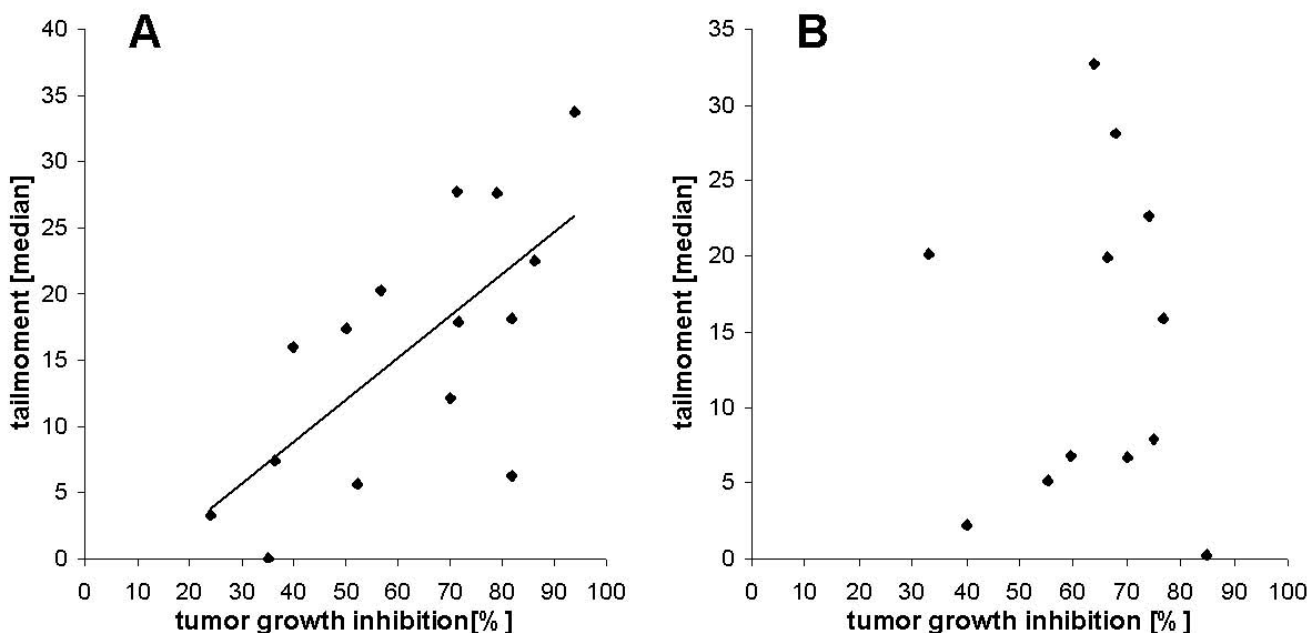 A
40
35
30
25
20
15
10
5
0
tailmoment [median]
0 10 20 30 40 50 60 70 80 90 100
tumor growth inhibition[% ]
B
35
30
25
20
15
10
5
0
tailmoment [median]
0 10 20 30 40 50 60 70 80 90 100
tumor growth inhibition [% ]